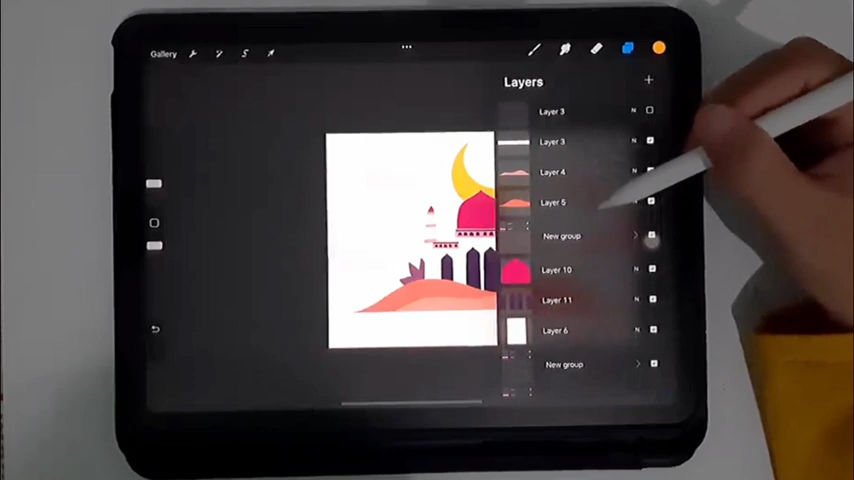 Gallery
Layers
Layer 3 N
Layer 3 N
Layer 4 N
Layer 5 N
New group
Layer 10 N
Layer 11 N
Layer 6 N
New group